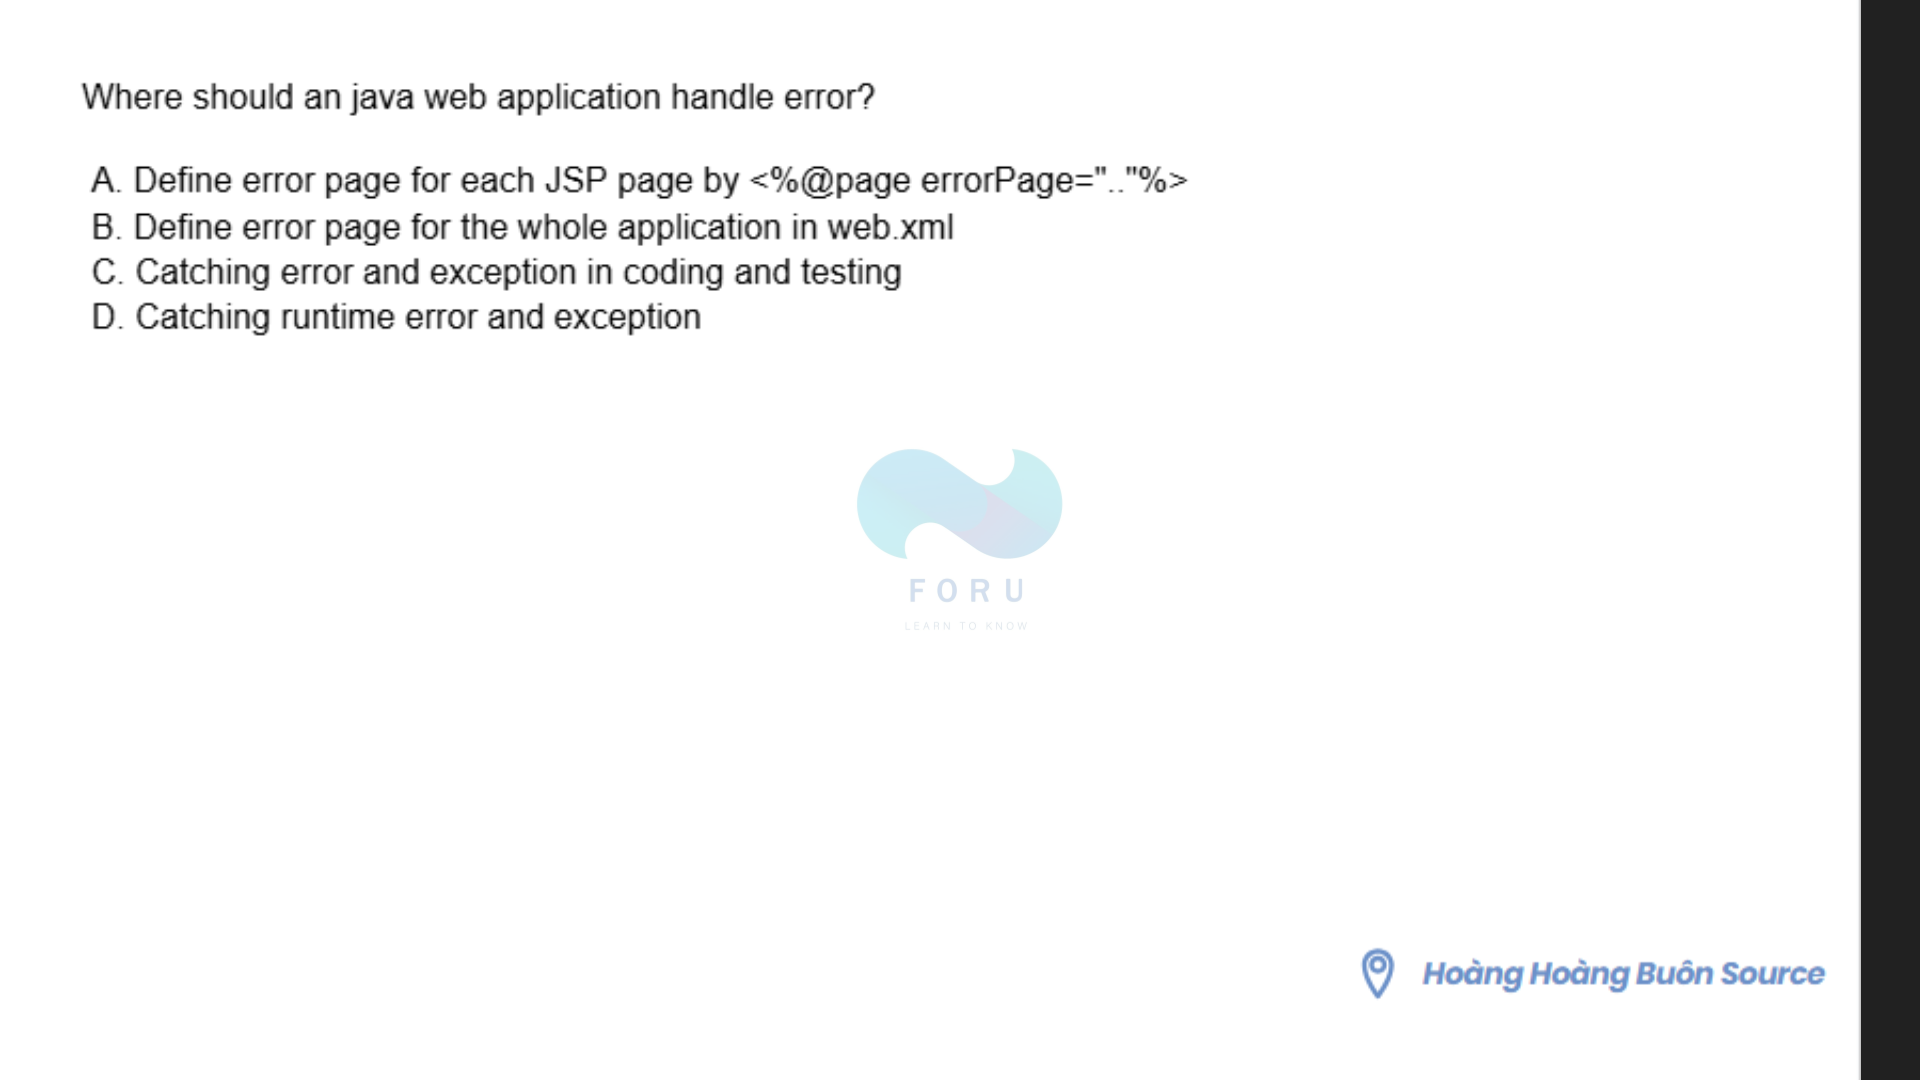 Where should an java web application handle error?
A. Define error page for each JSP page by <%@page errorPage=".."%>
B. Define error page for the whole application in web.xml
C. Catching error and exception in coding and testing
D. Catching runtime error and exception
FORU
LEARN TO KNOW
Hoàng Hoàng Buôn Source